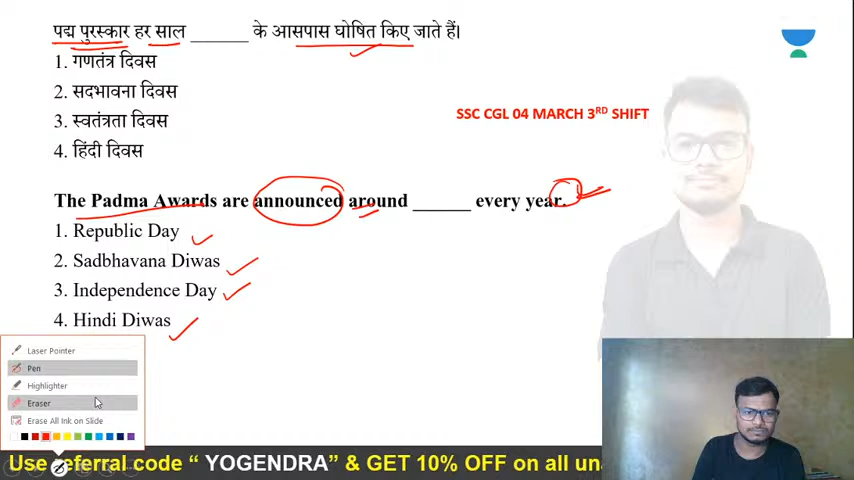 पद्म पुरस्कार हर साल ______ के आसपास घोषित किए जाते हैं।
1. गणतंत्र दिवस
2. सदभावना दिवस
3. स्वतंत्रता दिवस
4. हिंदी दिवस
SSC CGL 04 MARCH 3RD SHIFT
The Padma Awards are announced around ______ every year.
1. Republic Day
2. Sadbhavana Diwas
3. Independence Day
4. Hindi Diwas
Laser Pointer
Pen
Highlighter
Eraser
Erase All Ink on Slide
Use referral code “ YOGENDRA” & GET 10% OFF on all